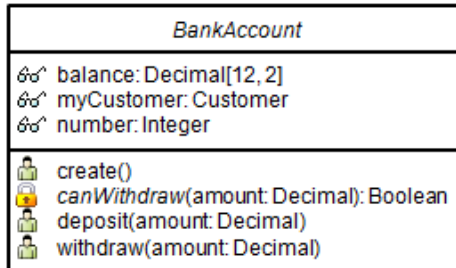 BankAccount
balance: Decimal[12, 2]
myCustomer: Customer
number: Integer
create()
canWithdraw(amount: Decimal): Boolean
deposit(amount: Decimal)
withdraw(amount: Decimal)